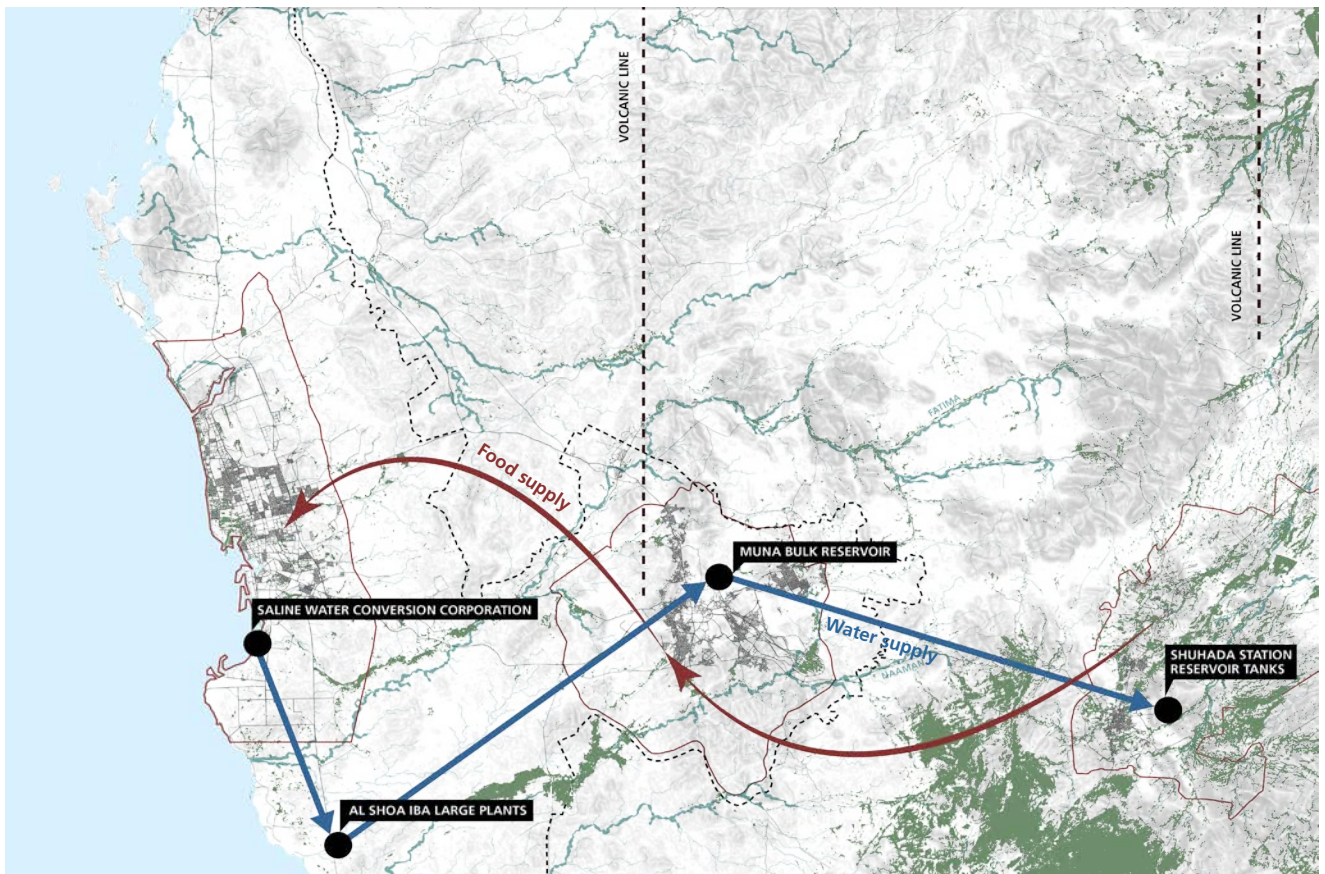 VOLCANIC LINE
VOLCANIC LINE
FATIMA
Food supply
MUNA BULK RESERVOIR
SALINE WATER CONVERSION CORPORATION
Water supply
NAAMAN
SHUHADA STATION
RESERVOIR TANKS
AL SHOA IBA LARGE PLANTS